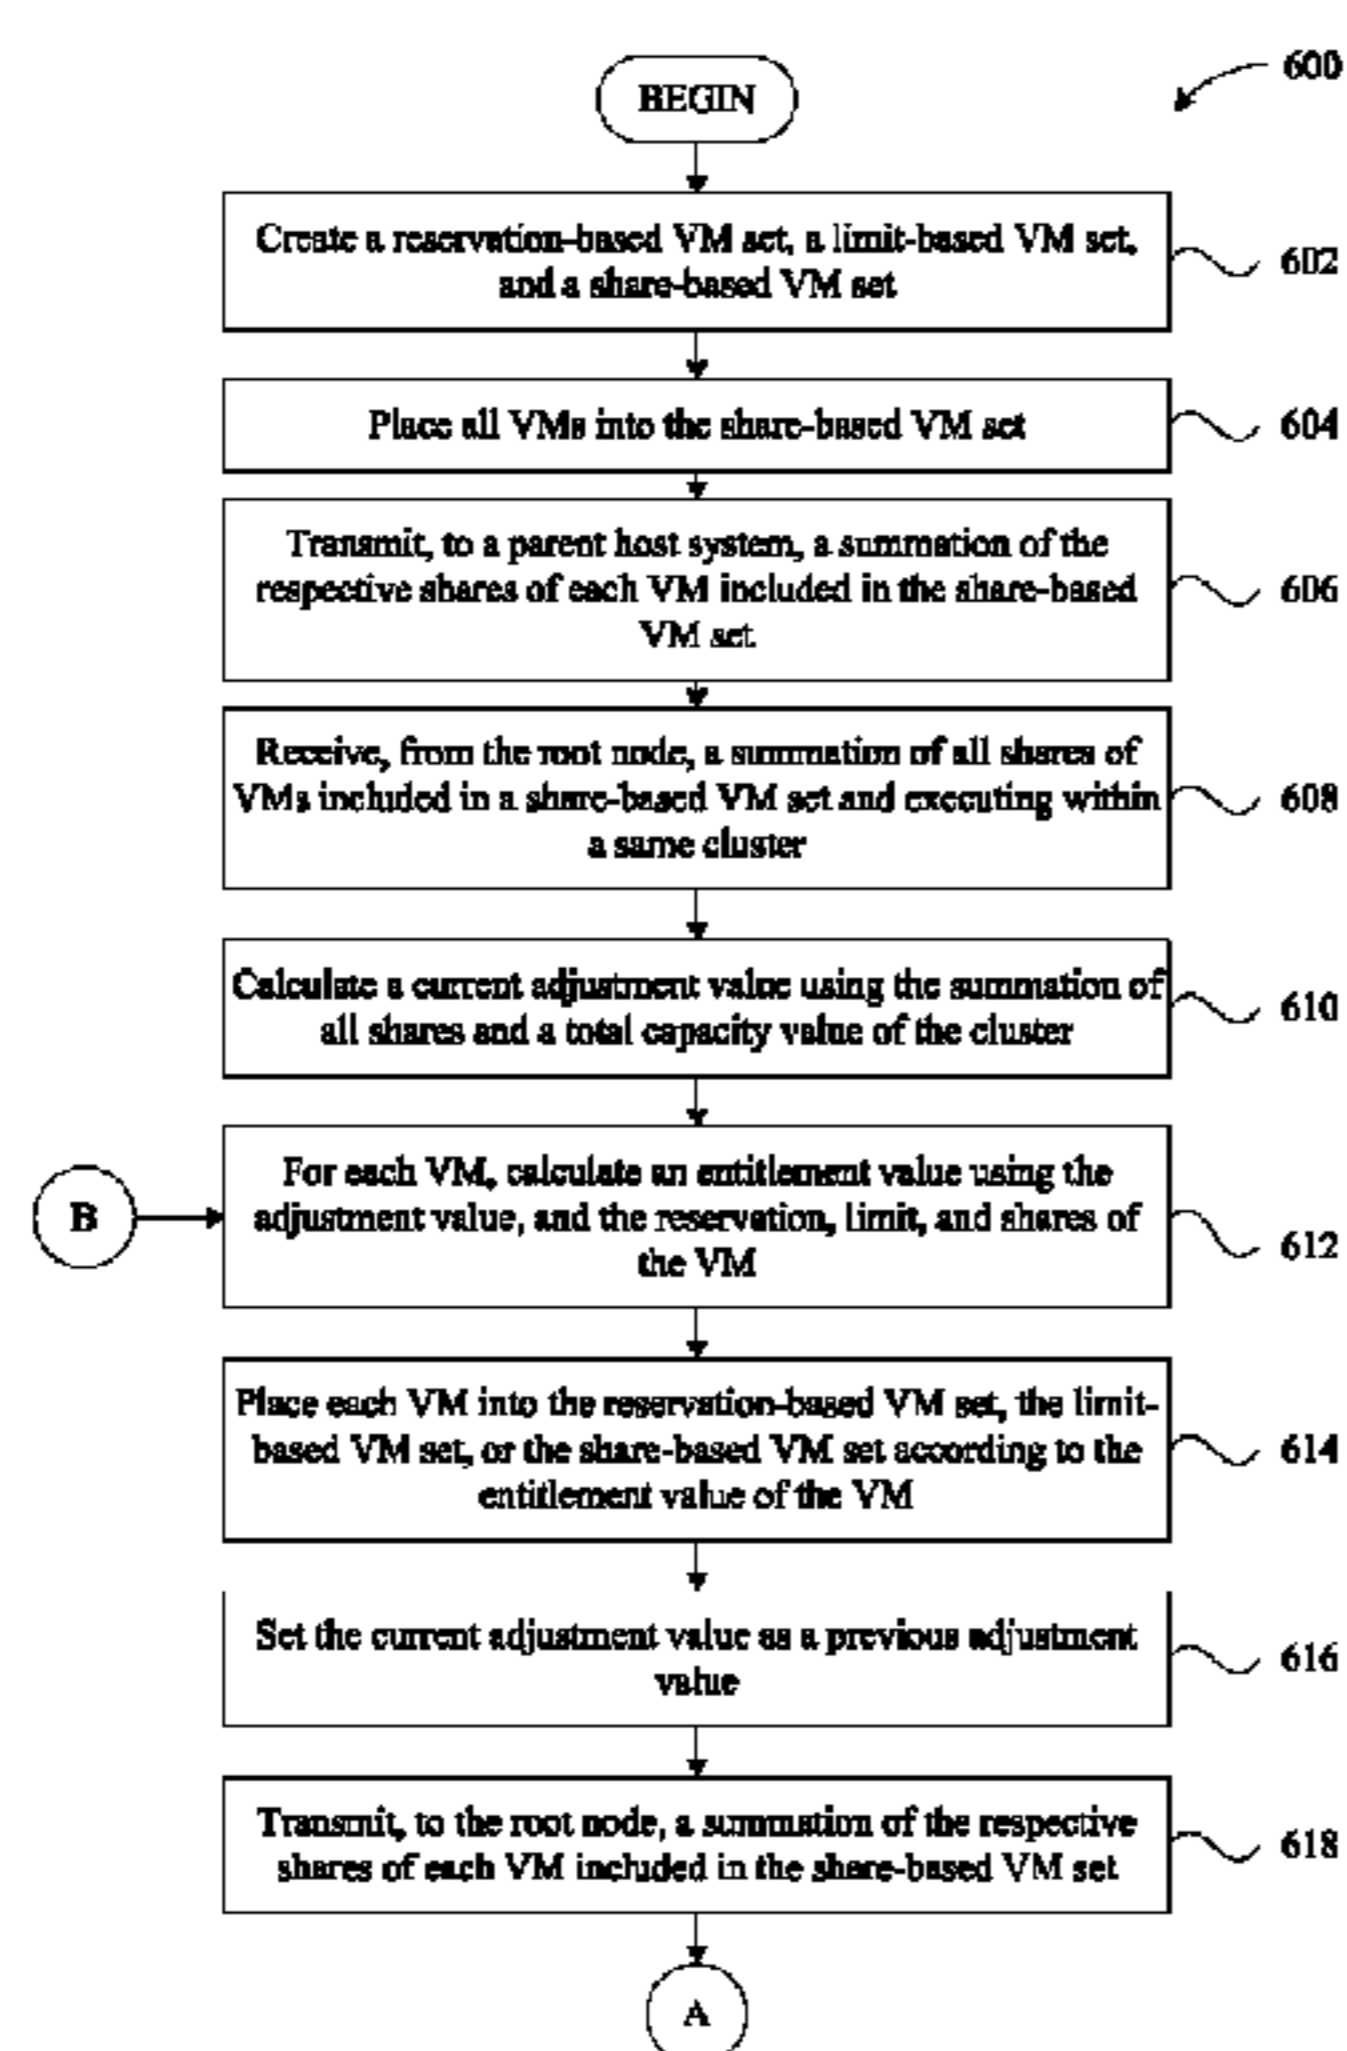 600
BEGIN
Create a reservation-based VM set, a limit-based VM set,
and a share-based VM set
602
Place all VMs into the share-based VM set
604
Transmit, to a parent host system, a summation of the
respective shares of each VM included in the share-based
VM set
606
Receive, from the root node, a summation of all shares of
VMs included in a share-based VM set and executing within
a same cluster
608
Calculate a current adjustment value using the summation of
all shares and a total capacity value of the cluster
610
B
For each VM, calculate an entitlement value using the
adjustment value, and the reservation, limit, and shares of
the VM
612
Place each VM into the reservation-based VM set, the limit-
based VM set, or the share-based VM set according to the
entitlement value of the VM
614
Set the current adjustment value as a previous adjustment
value
616
Transmit, to the root node, a summation of the respective
shares of each VM included in the share-based VM set
618
A